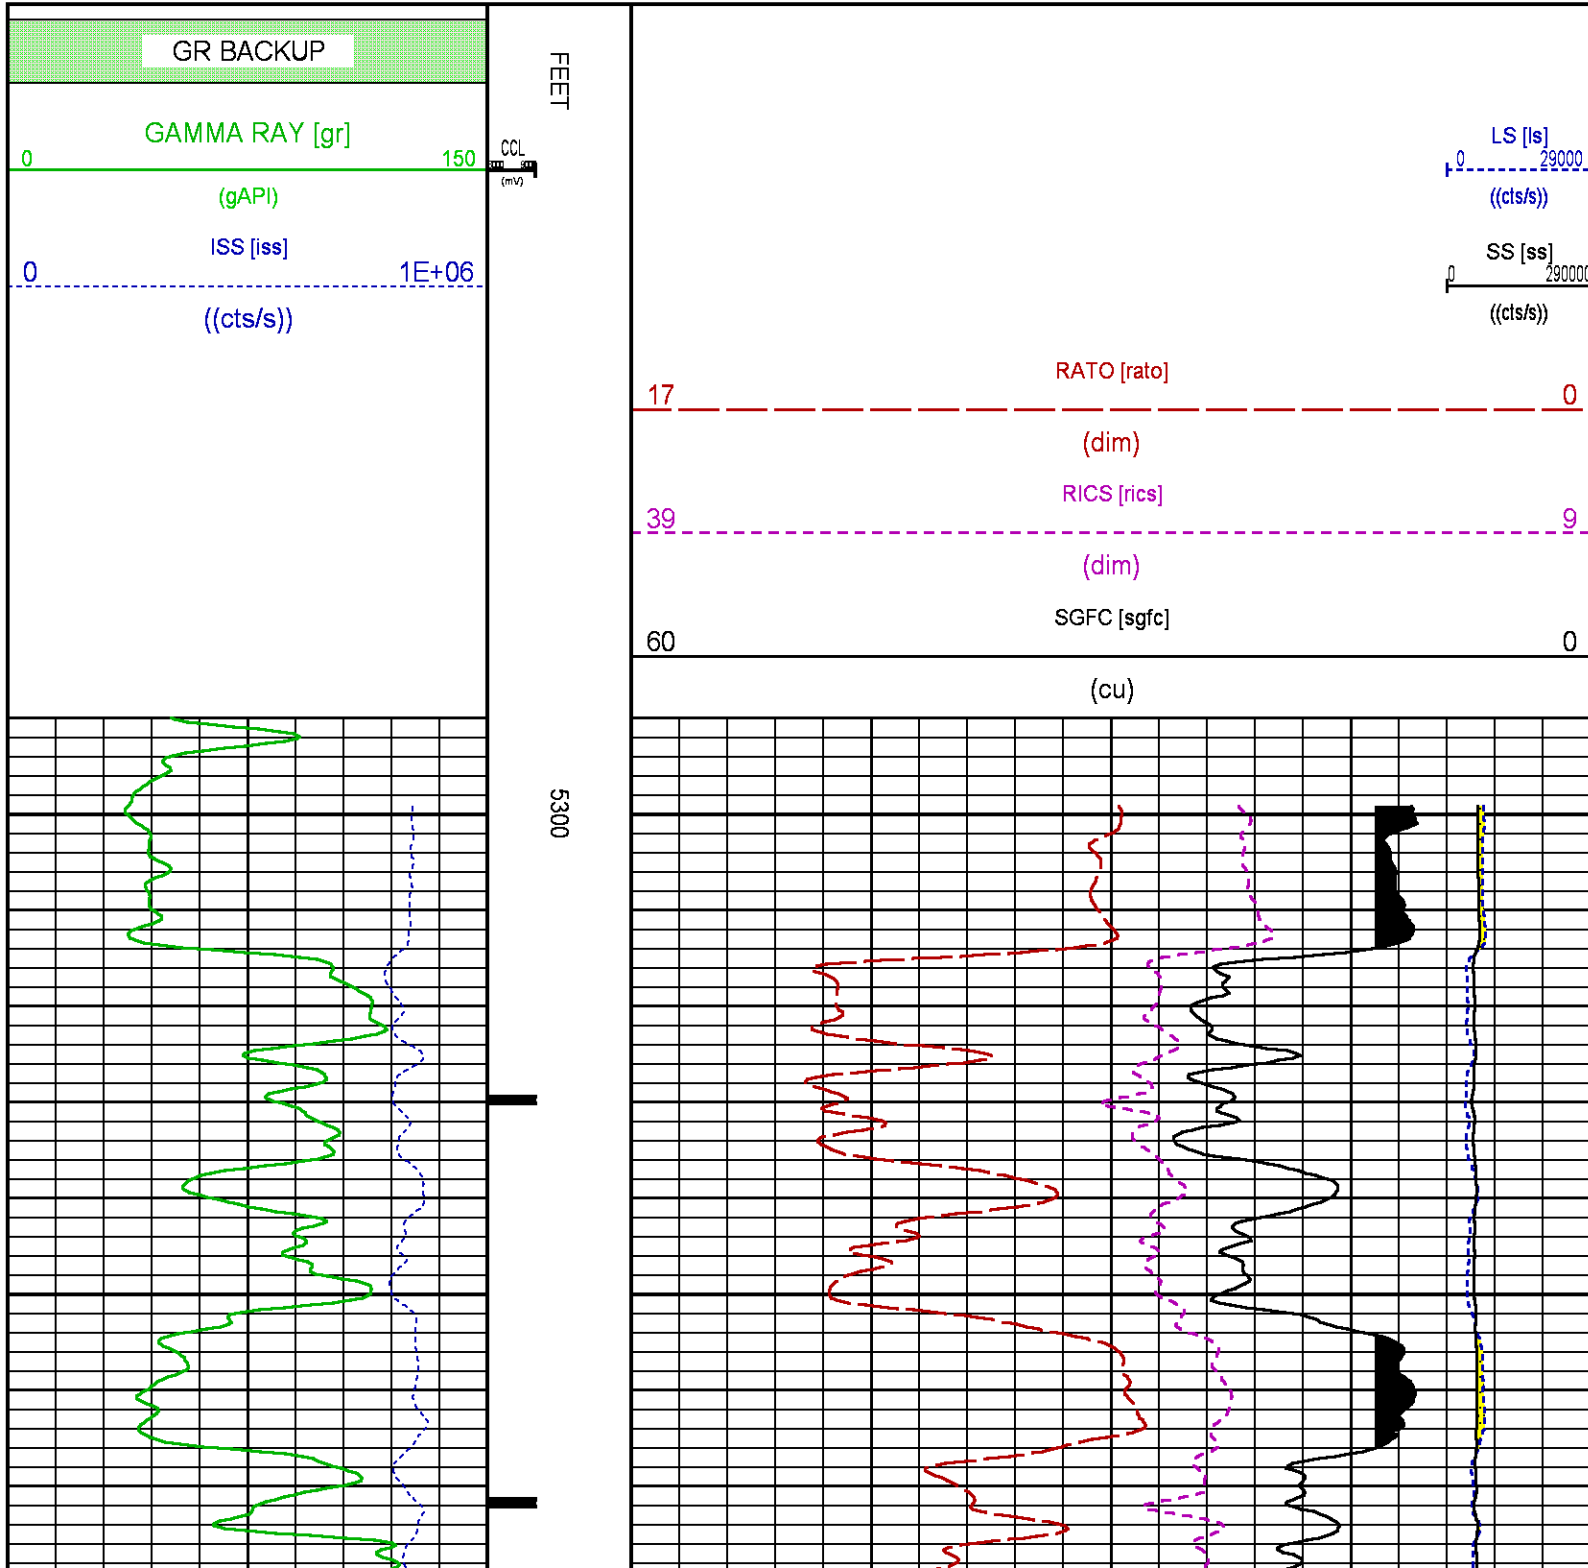 GR BACKUP
GAMMA RAY [gr]
0 150
(gAPI)
ISS [iss]
0 1E+06
((cts/s))
FEET
CCL
(mV)
5300
LS [ls]
0 29000
((cts/s))
SS [ss]
0 290000
((cts/s))
RATO [rato]
17 0
(dim)
RICS [rics]
39 9
(dim)
SGFC [sgfc]
60 0
(cu)